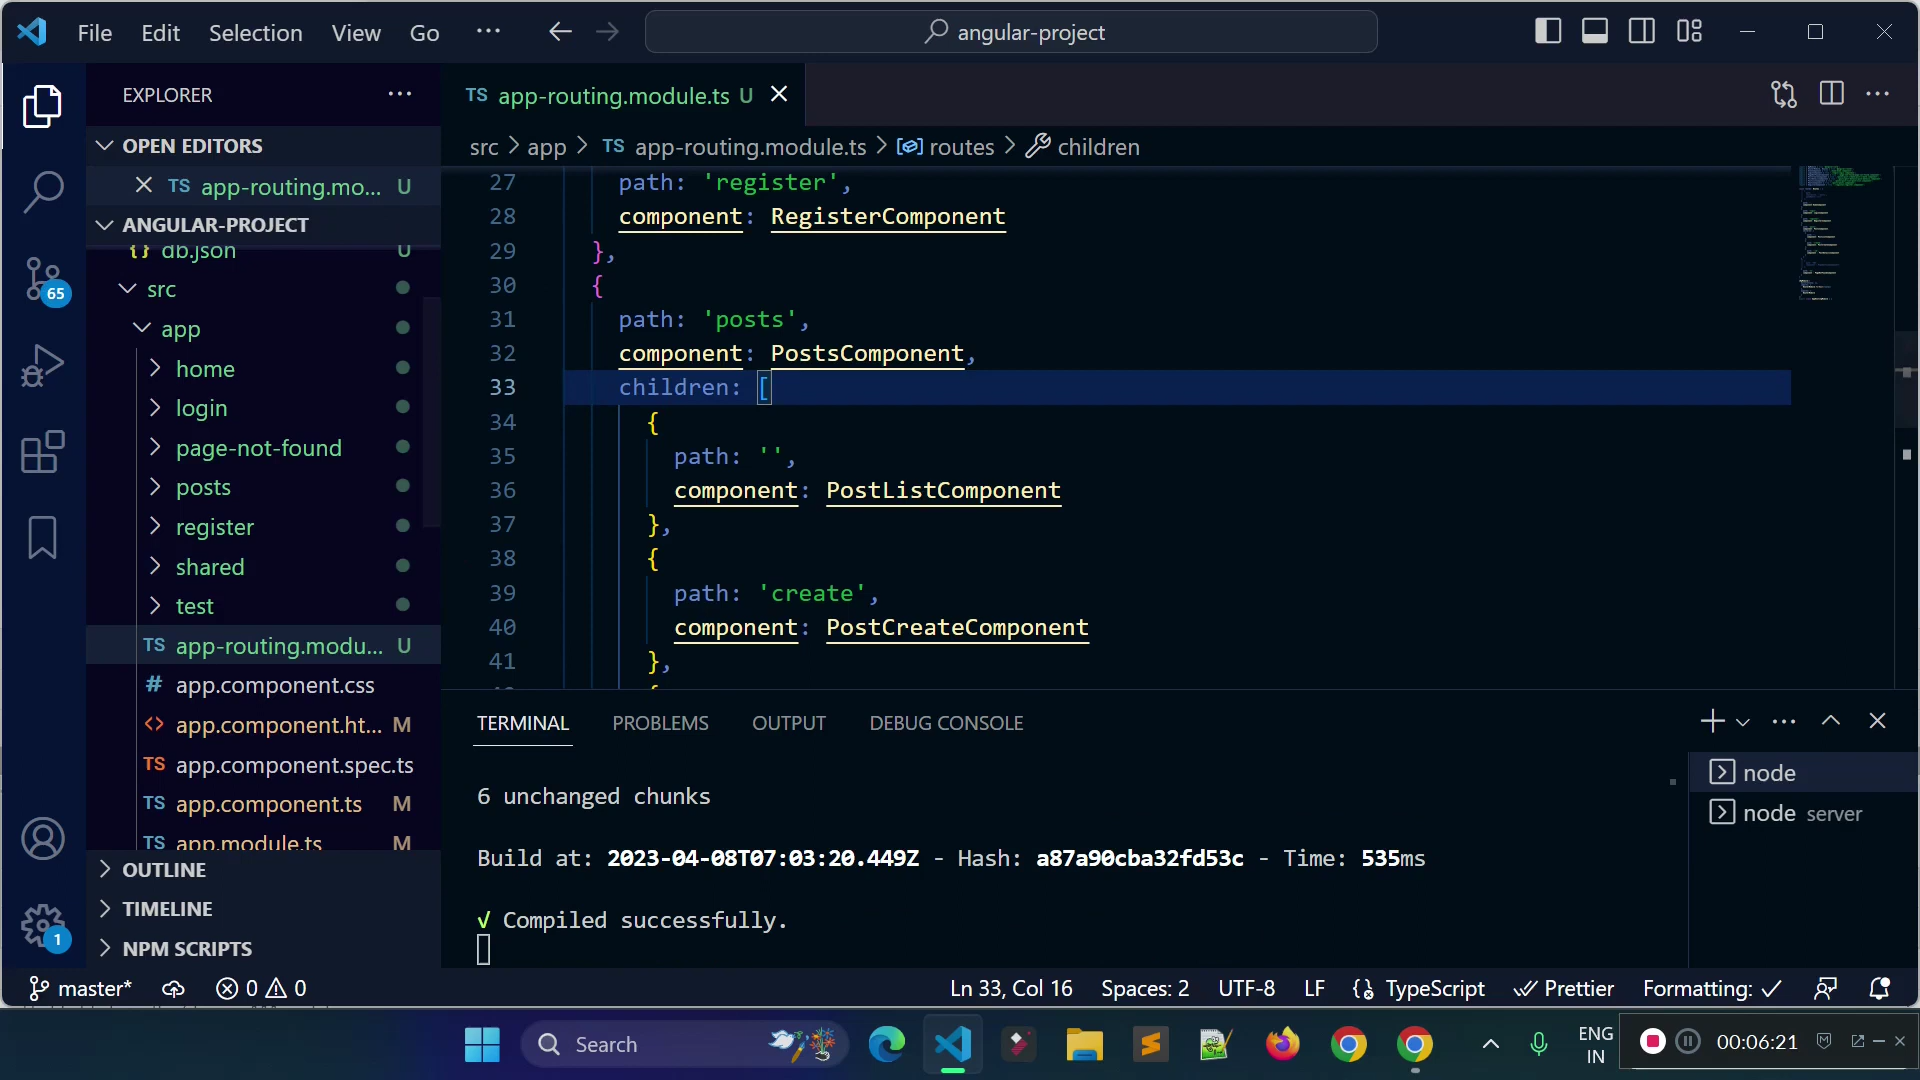 File Edit Selection View Go ··· angular-project
EXPLORER ···
OPEN EDITORS
TS app-routing.mo... U
ANGULAR-PROJECT
{} db.json U
src
app
home
login
page-not-found
posts
register
shared
test
TS app-routing.modu... U
# app.component.css
<> app.component.ht... M
TS app.component.spec.ts
TS app.component.ts M
TS app.module.ts M
OUTLINE
TIMELINE
NPM SCRIPTS
65
1
TS app-routing.module.ts U
src > app > TS app-routing.module.ts > routes > children
27 path: 'register',
28 component: RegisterComponent
29 },
30 {
31 path: 'posts',
32 component: PostsComponent,
33 children: [
34 {
35 path: '',
36 component: PostListComponent
37 },
38 {
39 path: 'create',
40 component: PostCreateComponent
41 },
TERMINAL PROBLEMS OUTPUT DEBUG CONSOLE
6 unchanged chunks
Build at: 2023-04-08T07:03:20.449Z - Hash: a87a90cba32fd53c - Time: 535ms
√ Compiled successfully.
node
node server
master* 0 0 Ln 33, Col 16 Spaces: 2 UTF-8 LF {} TypeScript Prettier Formatting: ✓
Search
ENG
IN
00:06:21